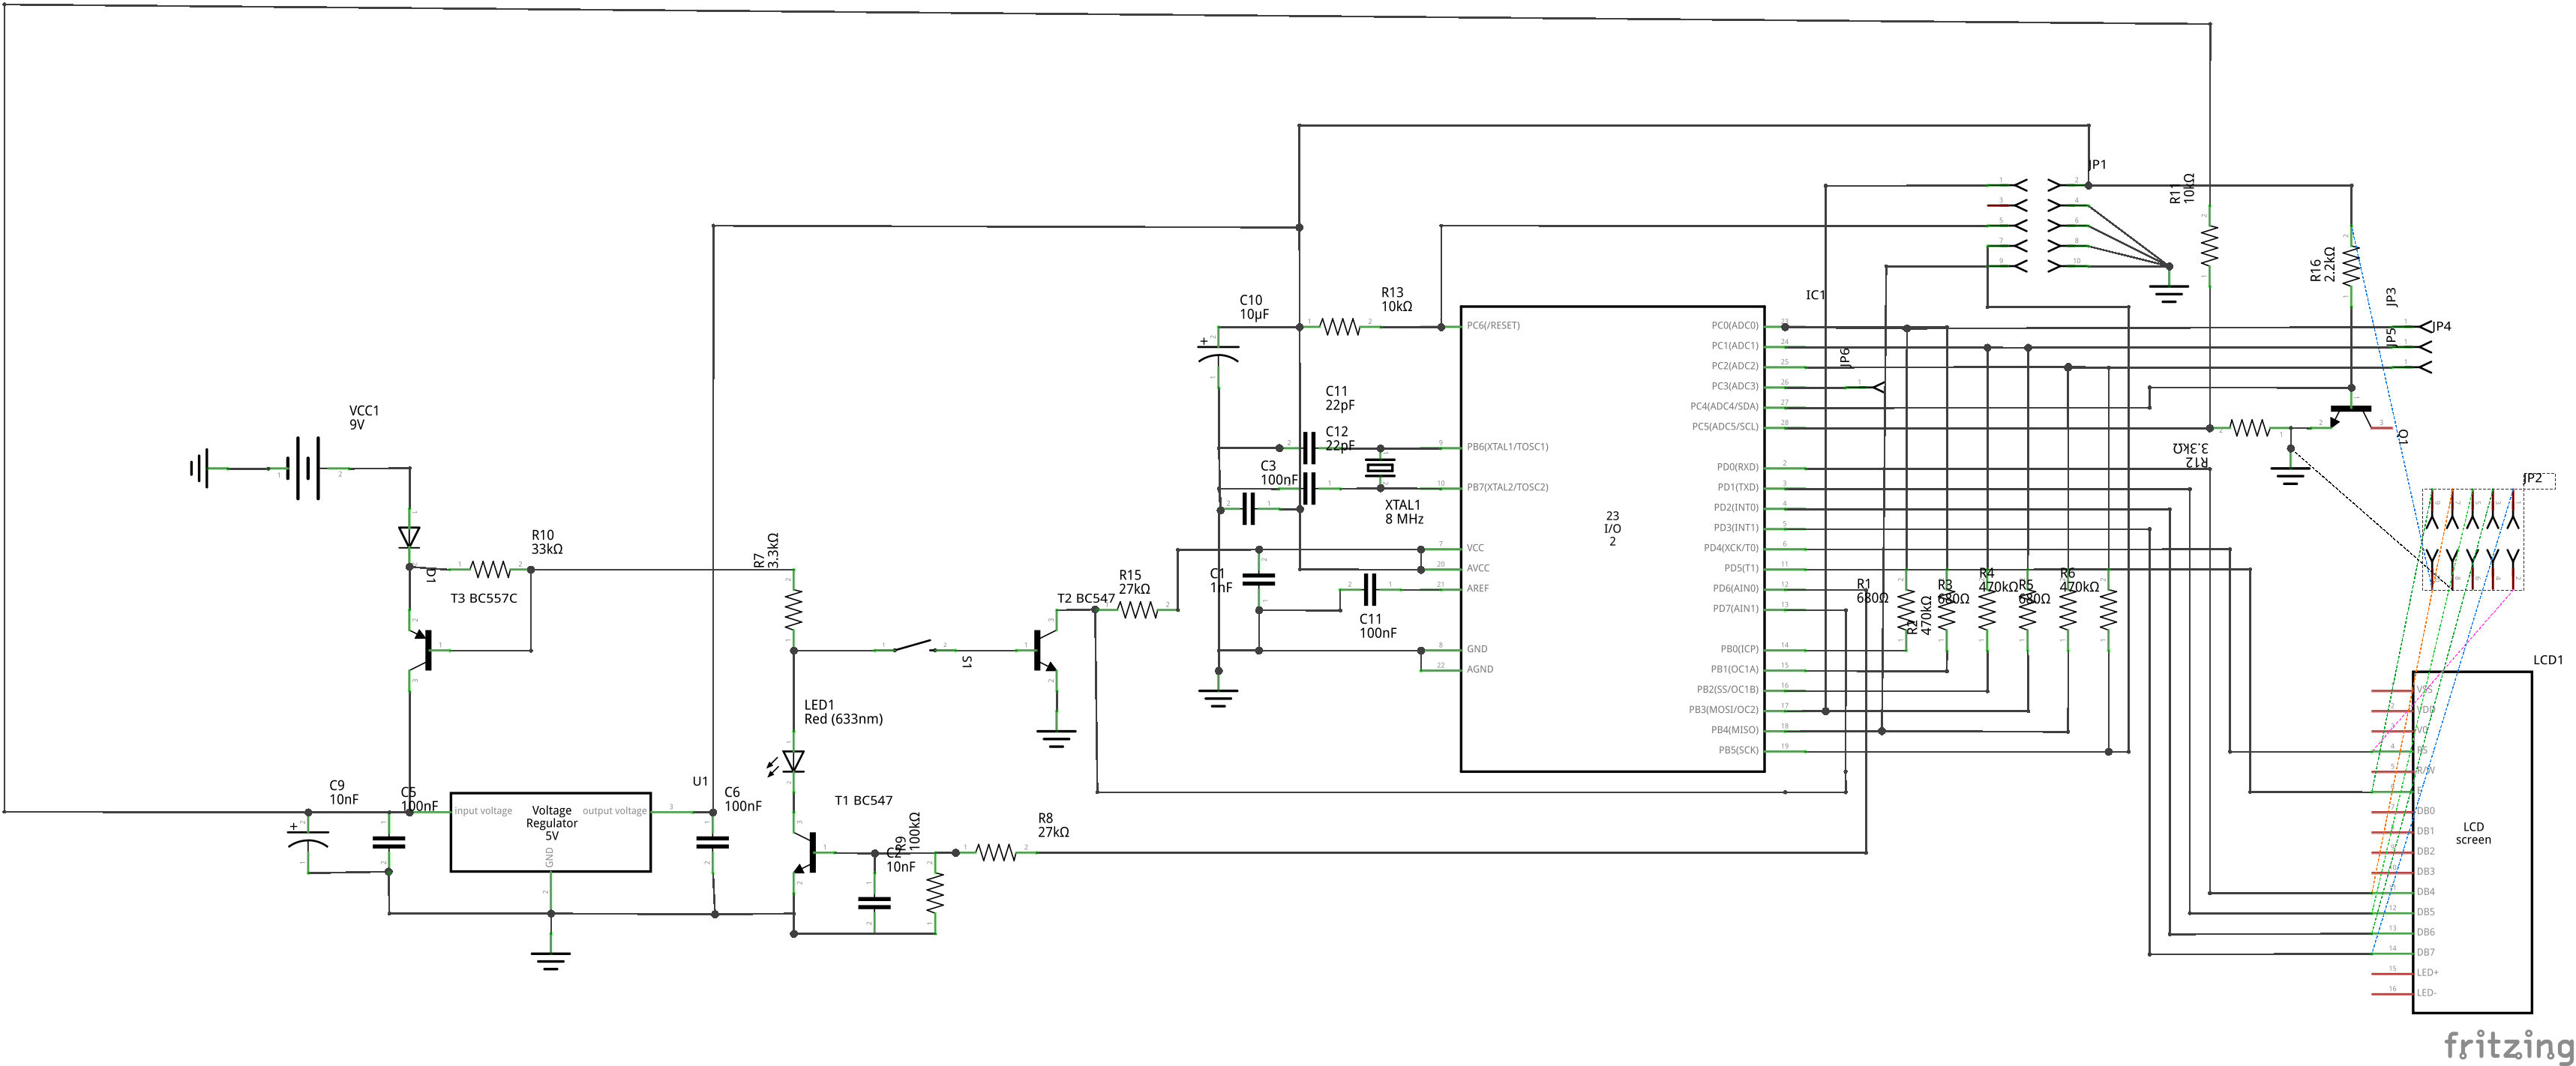 JP1
R11
10kΩ
R16
2.2kΩ
JP3
JP4
JP5
C10
10µF
R13
10kΩ
IC1
JP6
VCC1
9V
C11
22pF
C12
22pF
C3
100nF
XTAL1
8 MHz
PC6(/RESET)
PB6(XTAL1/TOSC1)
PB7(XTAL2/TOSC2)
VCC
AVCC
AREF
GND
AGND
23
I/O
2
PC0(ADC0)
PC1(ADC1)
PC2(ADC2)
PC3(ADC3)
PC4(ADC4/SDA)
PC5(ADC5/SCL)
PD0(RXD)
PD1(TXD)
PD2(INT0)
PD3(INT1)
PD4(XCK/T0)
PD5(T1)
PD6(AIN0)
PD7(AIN1)
PB0(ICP)
PB1(OC1A)
PB2(SS/OC1B)
PB3(MOSI/OC2)
PB4(MISO)
PB5(SCK)
R12
3.3kΩ
Q1
JP2
D1
R10
33kΩ
T3 BC557C
R7
3.3kΩ
S1
T2 BC547
R15
27kΩ
C1
1nF
C11
100nF
R1
680Ω
R2
470kΩ
R3
680Ω
R4
470kΩ
R5
680Ω
R6
470kΩ
LED1
Red (633nm)
T1 BC547
R9
100kΩ
C2
10nF
R8
27kΩ
C9
10nF
C5
100nF
U1
C6
100nF
input voltage
Voltage
Regulator
5V
output voltage
GND
LCD1
VSS
VDD
V0
RS
R/W
E
DB0
DB1
DB2
DB3
DB4
DB5
DB6
DB7
LED+
LED-
LCD
screen
fritzing